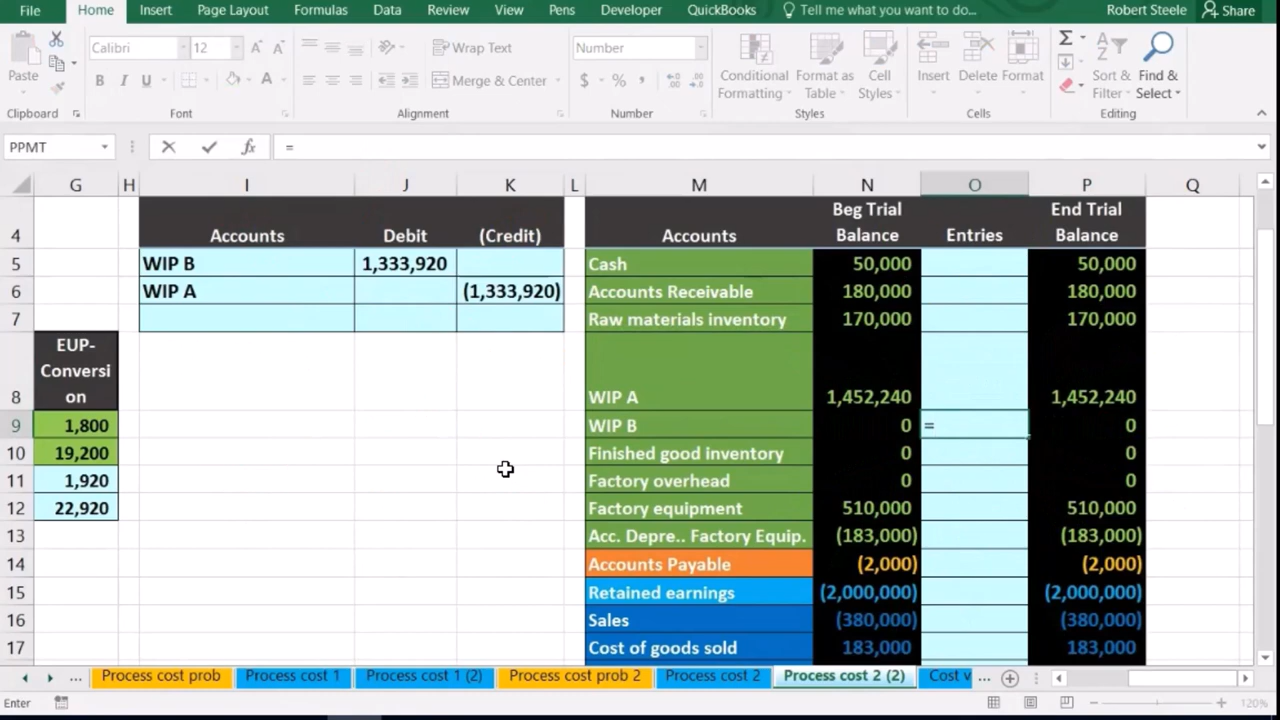 File Home Insert Page Layout Formulas Data Review View Pens Developer QuickBooks Tell me what you want to do... Robert Steele Share
Paste Calibri 12 Wrap Text Number Conditional Format as Cell Insert Delete Format Sort & Find &
B I U Merge & Center $ % Formatting Table Styles Filter Select
Clipboard Font Alignment Number Styles Cells Editing
PPMT fx =
G H I J K L M N O P Q
Beg Trial End Trial
4 Accounts Debit (Credit) Accounts Balance Entries Balance
5 WIP B 1,333,920 Cash 50,000 50,000
6 WIP A (1,333,920) Accounts Receivable 180,000 180,000
7 Raw materials inventory 170,000 170,000
EUP-
Conversi
8 on WIP A 1,452,240 1,452,240
9 1,800 WIP B 0 = 0
10 19,200 Finished good inventory 0 0
11 1,920 Factory overhead 0 0
12 22,920 Factory equipment 510,000 510,000
13 Acc. Depre.. Factory Equip. (183,000) (183,000)
14 Accounts Payable (2,000) (2,000)
15 Retained earnings (2,000,000) (2,000,000)
16 Sales (380,000) (380,000)
17 Cost of goods sold 183,000 183,000
... Process cost prob Process cost 1 Process cost 1 (2) Process cost prob 2 Process cost 2 Process cost 2 (2) Cost v ...
Enter 120%